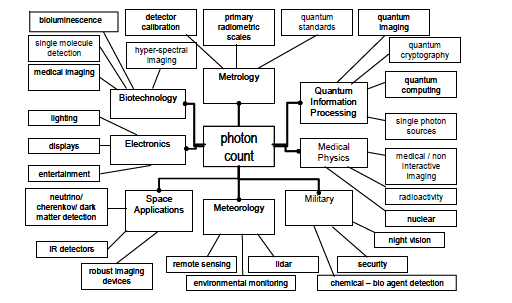 bioluminescence
detector
calibration
primary
radiometric
scales
quantum
standards
quantum
imaging
single molecule
detection
hyper-spectral
imaging
quantum
cryptography
medical imaging
Metrology
quantum
computing
Biotechnology
Quantum
Information
Processing
lighting
single photon
sources
Electronics
photon
count
displays
Medical
Physics
medical / non
interactive
imaging
entertainment
neutrino/
cherenkov/ dark
matter detection
Space
Applications
Meteorology
Military
radioactivity
nuclear
night vision
IR detectors
remote sensing
lidar
security
robust imaging
devices
environmental monitoring
chemical – bio agent detection